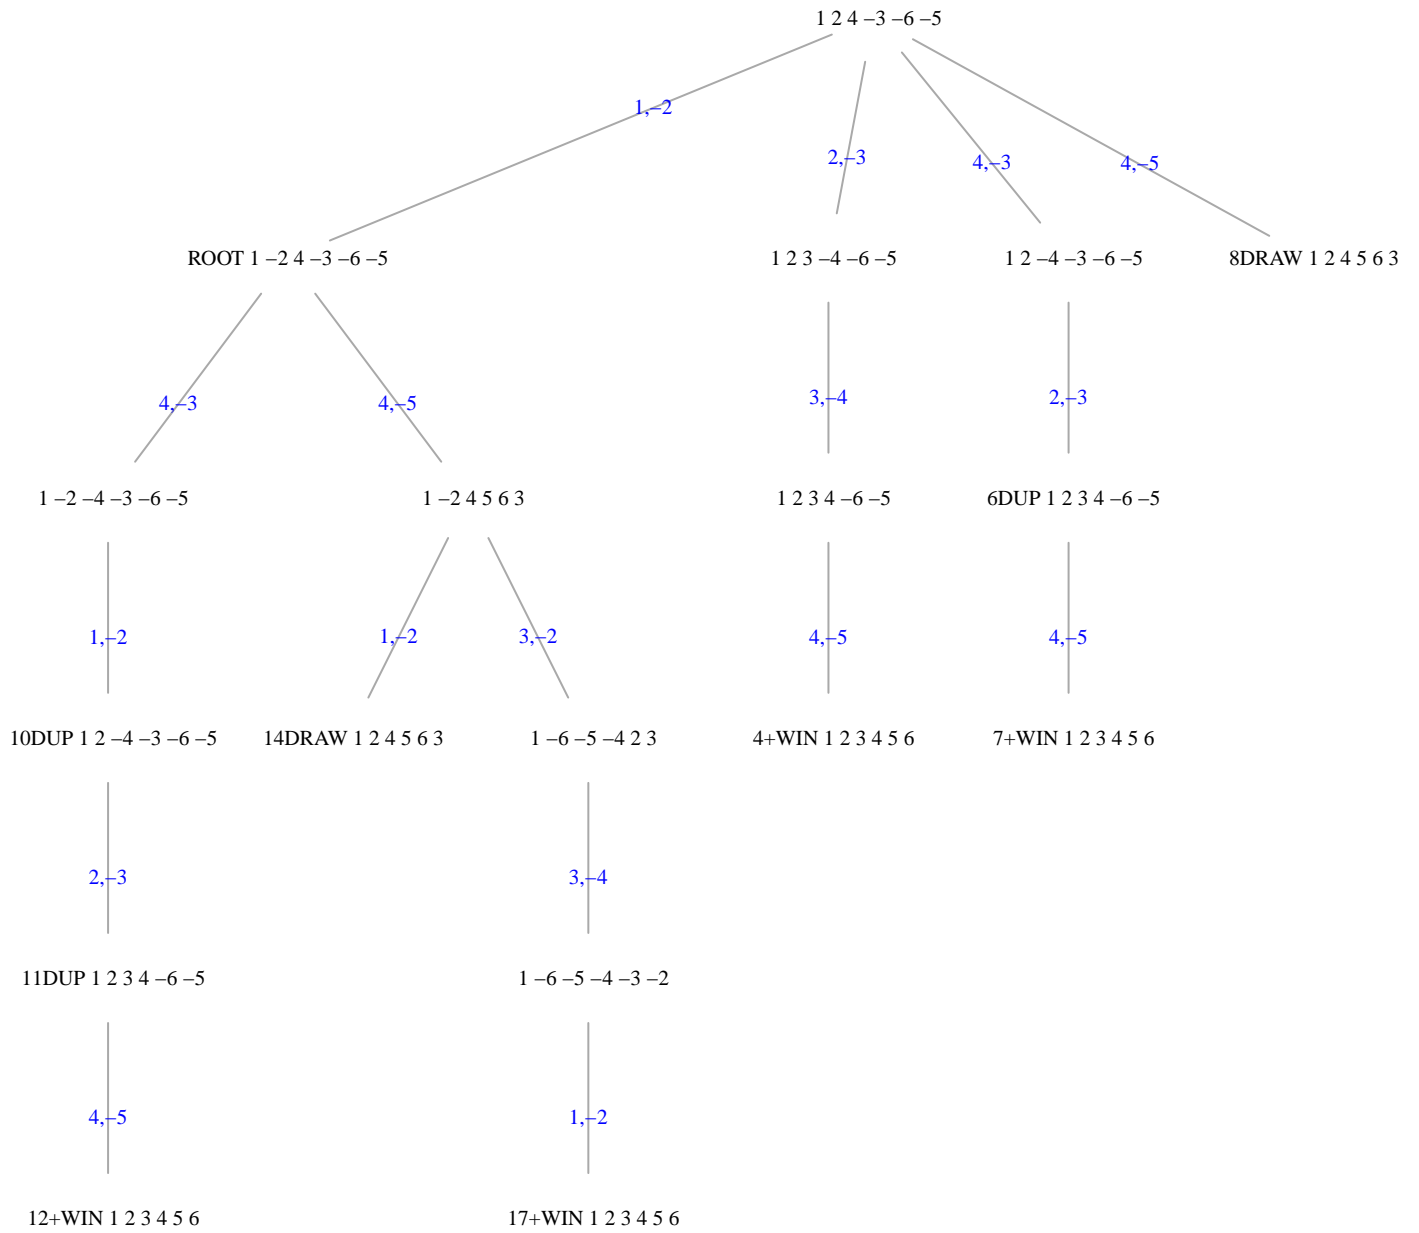 1 2 4 −3 −6 −5
1,−2
2,−3
4,−3
4,−5
ROOT 1 −2 4 −3 −6 −5
1 2 3 −4 −6 −5
1 2 −4 −3 −6 −5
8DRAW 1 2 4 5 6 3
4,−3
4,−5
3,−4
2,−3
1 −2 −4 −3 −6 −5
1 −2 4 5 6 3
1 2 3 4 −6 −5
6DUP 1 2 3 4 −6 −5
1,−2
1,−2
3,−2
4,−5
4,−5
10DUP 1 2 −4 −3 −6 −5
14DRAW 1 2 4 5 6 3
1 −6 −5 −4 2 3
4+WIN 1 2 3 4 5 6
7+WIN 1 2 3 4 5 6
2,−3
3,−4
11DUP 1 2 3 4 −6 −5
1 −6 −5 −4 −3 −2
4,−5
1,−2
12+WIN 1 2 3 4 5 6
17+WIN 1 2 3 4 5 6